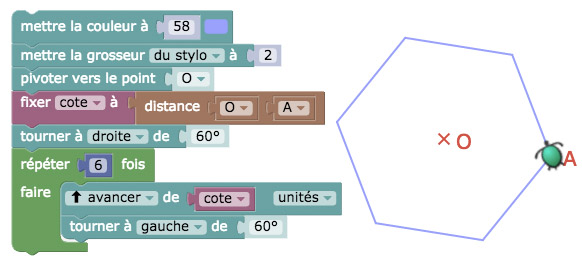 mettre la couleur à 58
mettre la grosseur du stylo à 2
pivoter vers le point O
fixer cote à distance O A
tourner à droite de 60°
répéter 6 fois
faire
avancer de cote unités
tourner à gauche de 60°
O
A